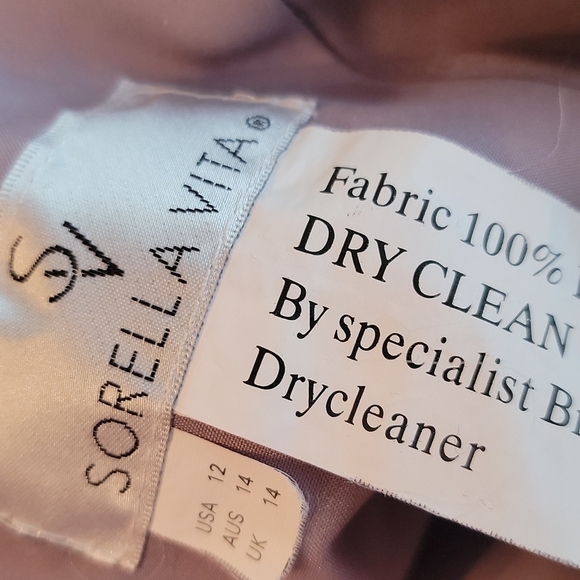 SV
SORELLA VITA®
Fabric 100%
DRY CLEAN
By specialist
Drycleaner
USA 12
AUS 14
UK 14